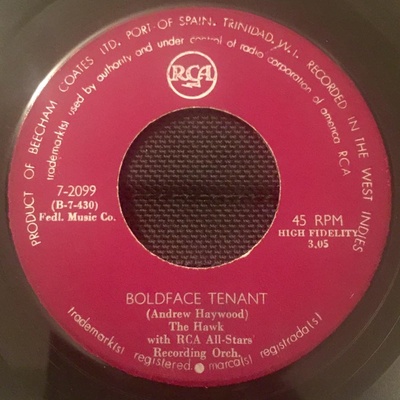 PRODUCT OF BEECHAM COATES LTD. PORT-OF SPAIN, TRINIDAD, W.I. RECORDED IN THE WEST INDIES
trademark(s) used by authority and under control of radio corporation of america RCA
RCA
7-2099
(B-7-430)
Fedl. Music Co.
45 RPM
HIGH FIDELITY
3.05
BOLDFACE TENANT
(Andrew Haywood)
The Hawk
with RCA All-Stars'
Recording Orch.
trademark(s) registered • marca(s) registrada(s)